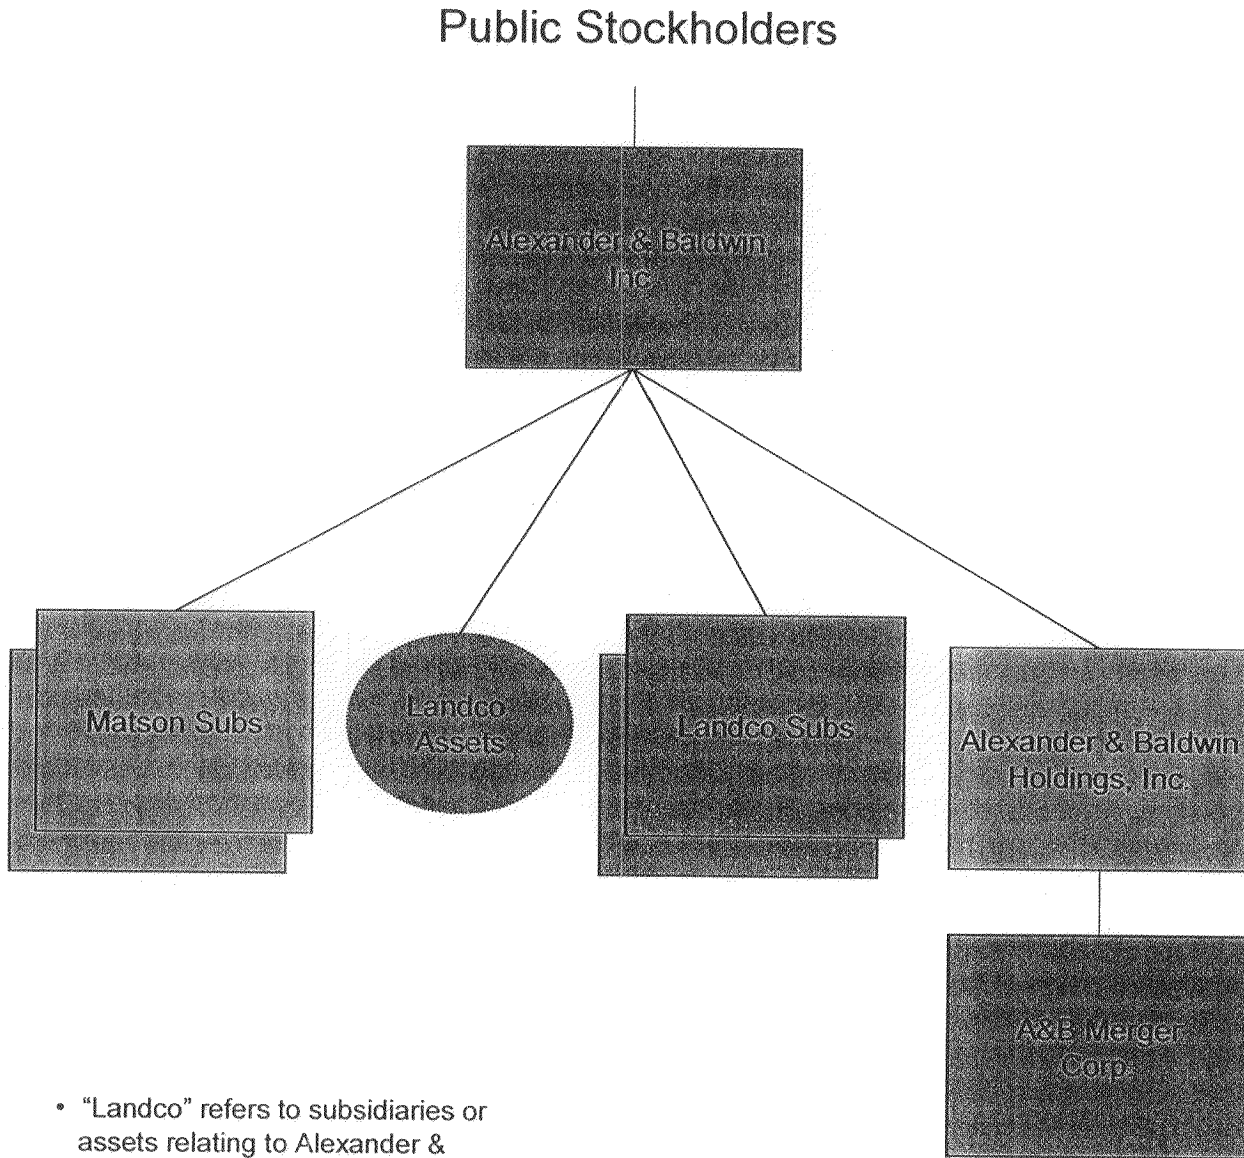 Public Stockholders
Alexander & Baldwin
Inc
Matson Subs
Landco
Assets
Landco Subs
Alexander & Baldwin
Holdings, Inc.
A&B Merger
Corp
• "Landco" refers to subsidiaries or
assets relating to Alexander &